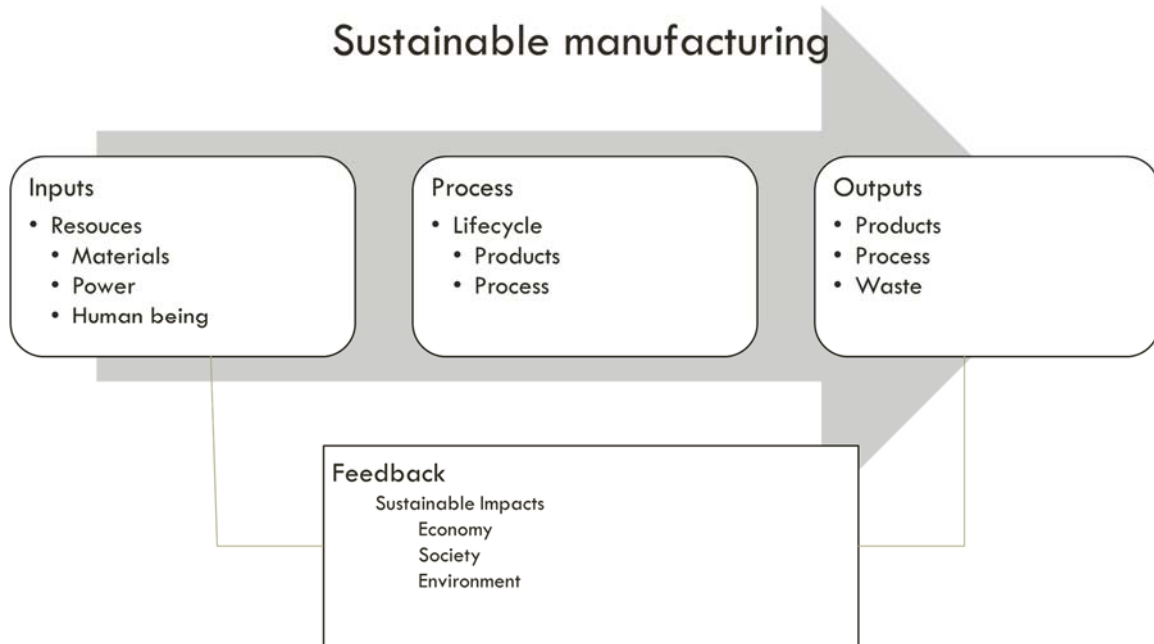 Sustainable manufacturing
Inputs
• Resouces
• Materials
• Power
• Human being
Process
• Lifecycle
• Products
• Process
Outputs
• Products
• Process
• Waste
Feedback
Sustainable Impacts
Economy
Society
Environment